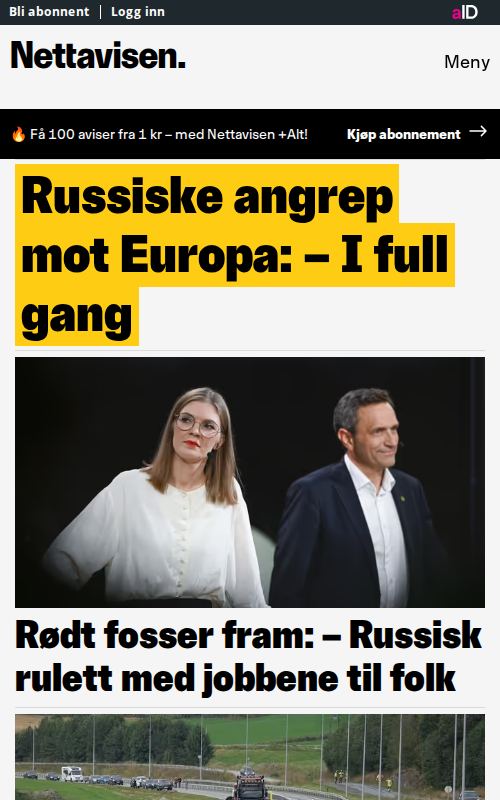 Bli abonnent | Logg inn
aID
Nettavisen.
Meny
🔥 Få 100 aviser fra 1 kr – med Nettavisen +Alt!
Kjøp abonnement →
Russiske angrep
mot Europa: – I full
gang
Rødt fosser fram: – Russisk
rulett med jobbene til folk